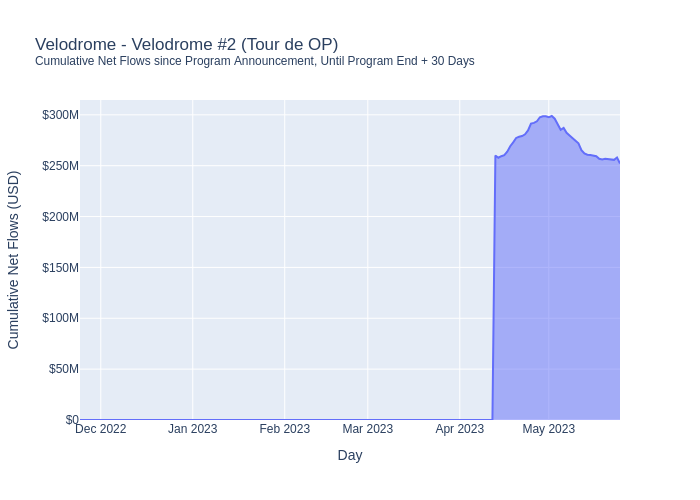 Velodrome - Velodrome #2 (Tour de OP)
Cumulative Net Flows since Program Announcement, Until Program End + 30 Days
Cumulative Net Flows (USD)
$300M
$250M
$200M
$150M
$100M
$50M
$0
Dec 2022 Jan 2023 Feb 2023 Mar 2023 Apr 2023 May 2023
Day